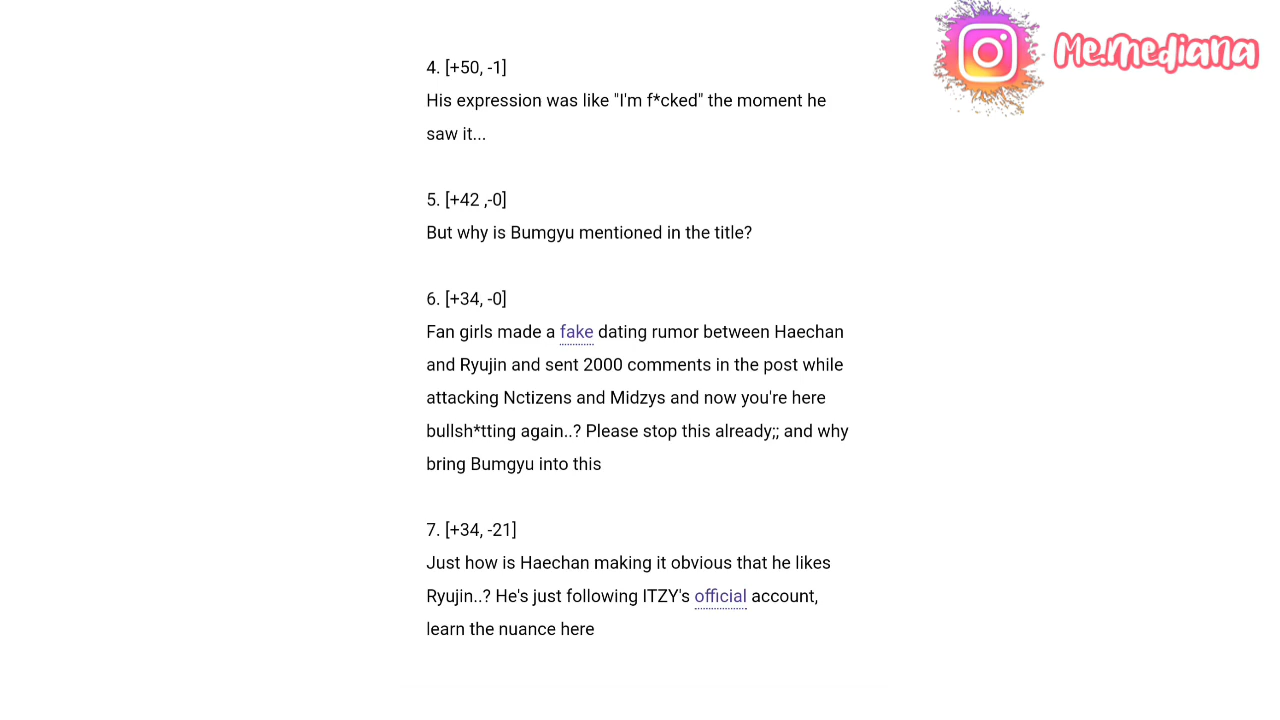 Me.mediana
4. [+50, -1]
His expression was like "I'm f*cked" the moment he
saw it...
5. [+42 ,-0]
But why is Bumgyu mentioned in the title?
6. [+34, -0]
Fan girls made a fake dating rumor between Haechan
and Ryujin and sent 2000 comments in the post while
attacking Nctizens and Midzys and now you're here
bullsh*tting again..? Please stop this already;; and why
bring Bumgyu into this
7. [+34, -21]
Just how is Haechan making it obvious that he likes
Ryujin..? He's just following ITZY's official account,
learn the nuance here